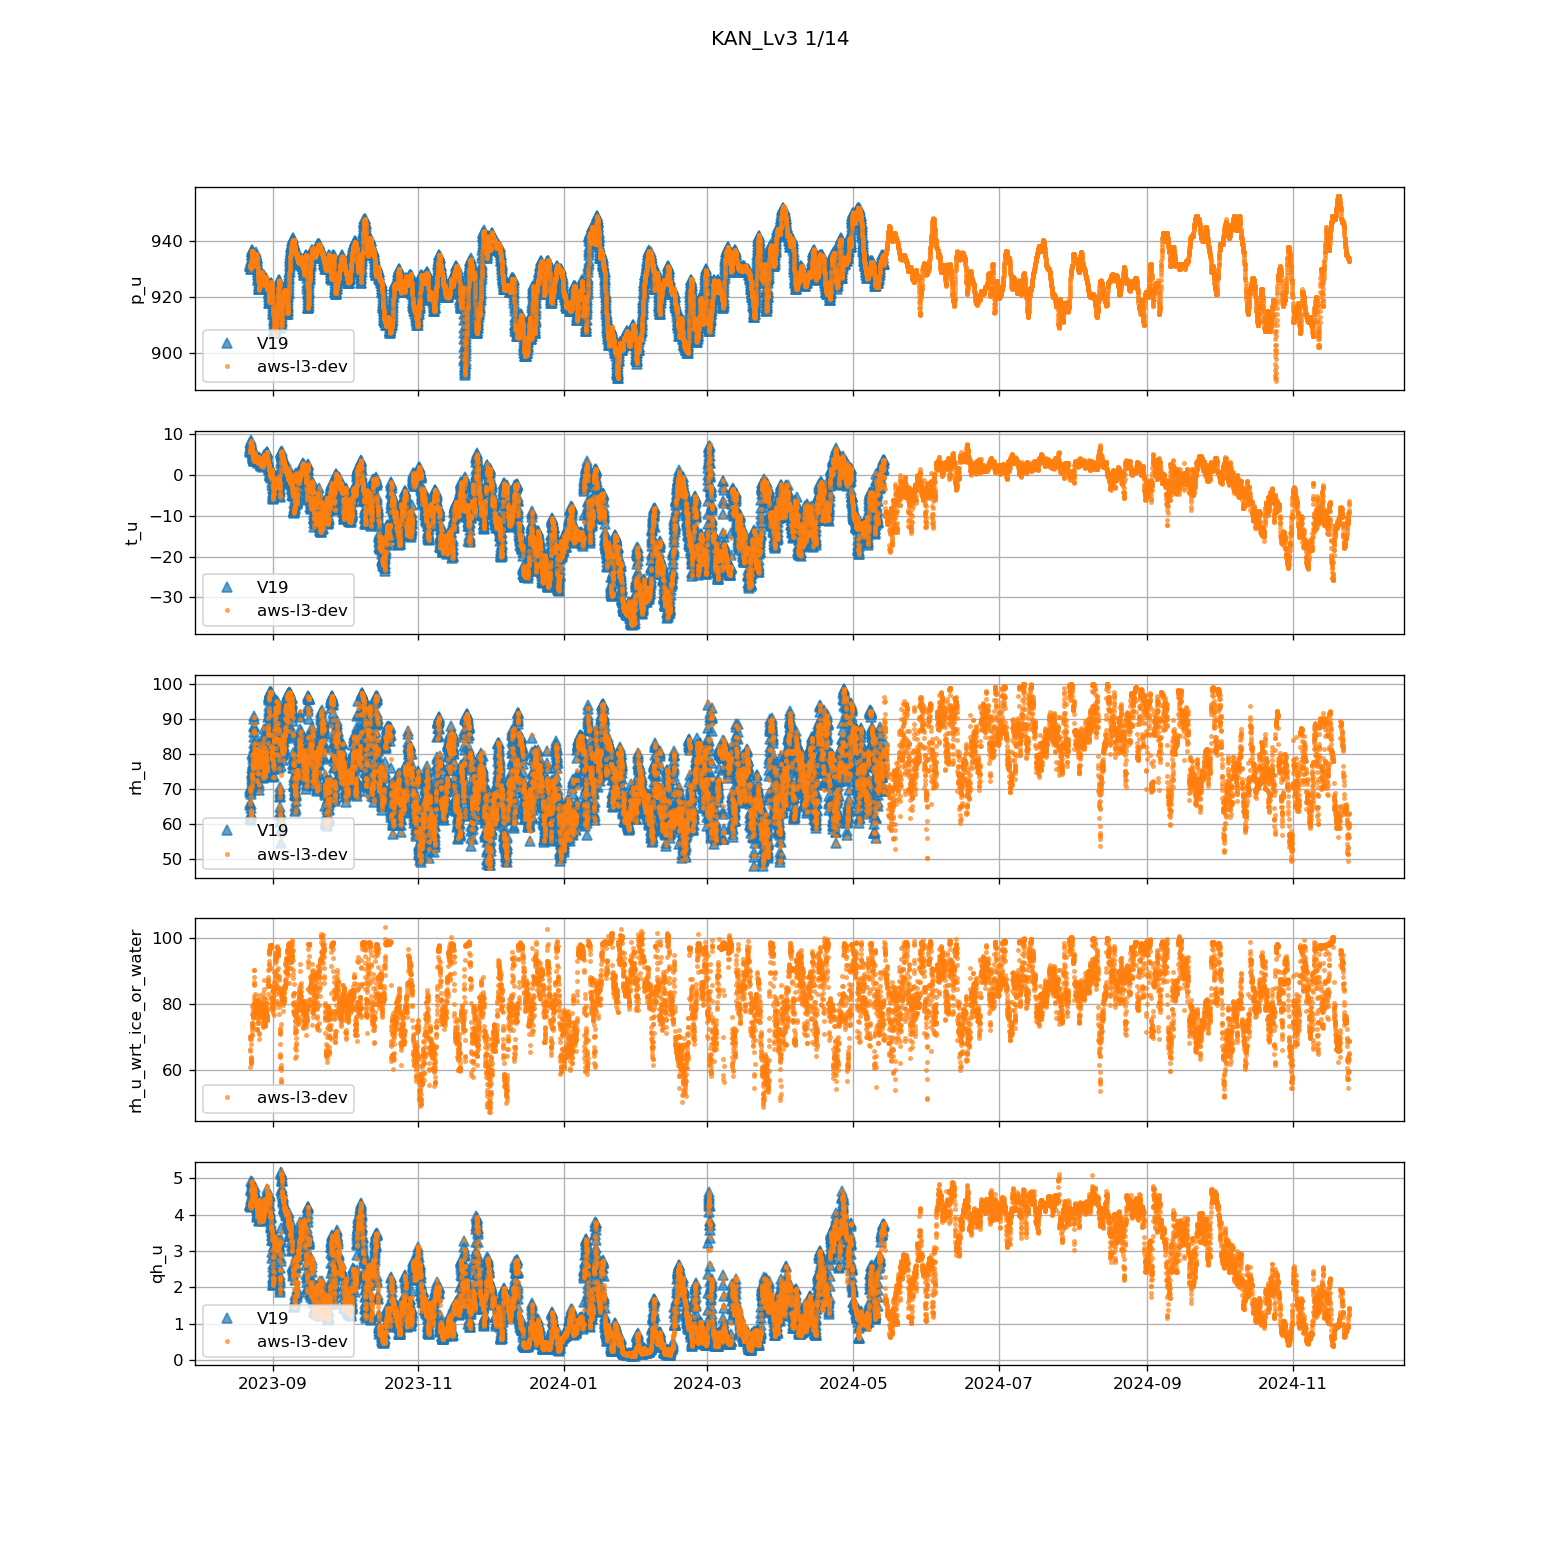 KAN_Lv3 1/14
940
920
900
p_u
V19
aws-l3-dev
10
0
−10
−20
−30
t_u
V19
aws-l3-dev
100
90
80
70
60
50
rh_u
V19
aws-l3-dev
100
80
60
rh_u_wrt_ice_or_water
aws-l3-dev
5
4
3
2
1
0
qh_u
V19
aws-l3-dev
2023-09 2023-11 2024-01 2024-03 2024-05 2024-07 2024-09 2024-11